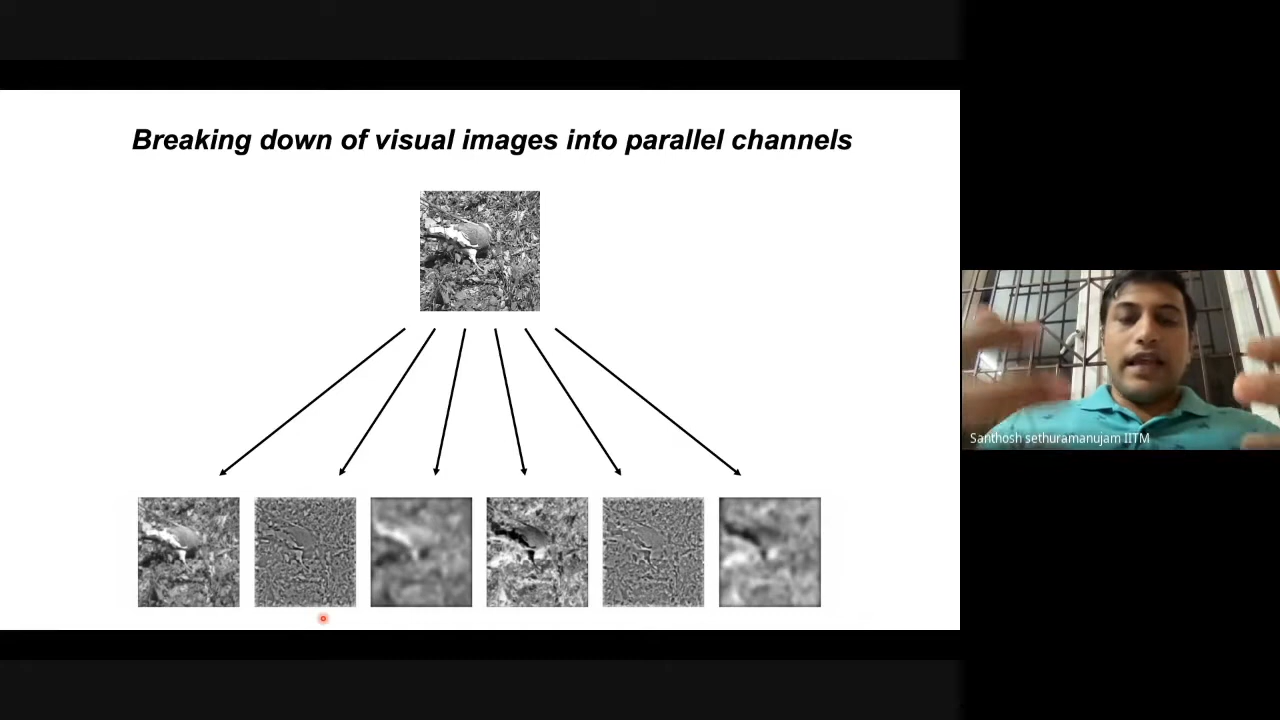 Breaking down of visual images into parallel channels
Santhosh sethuramanujam IITM